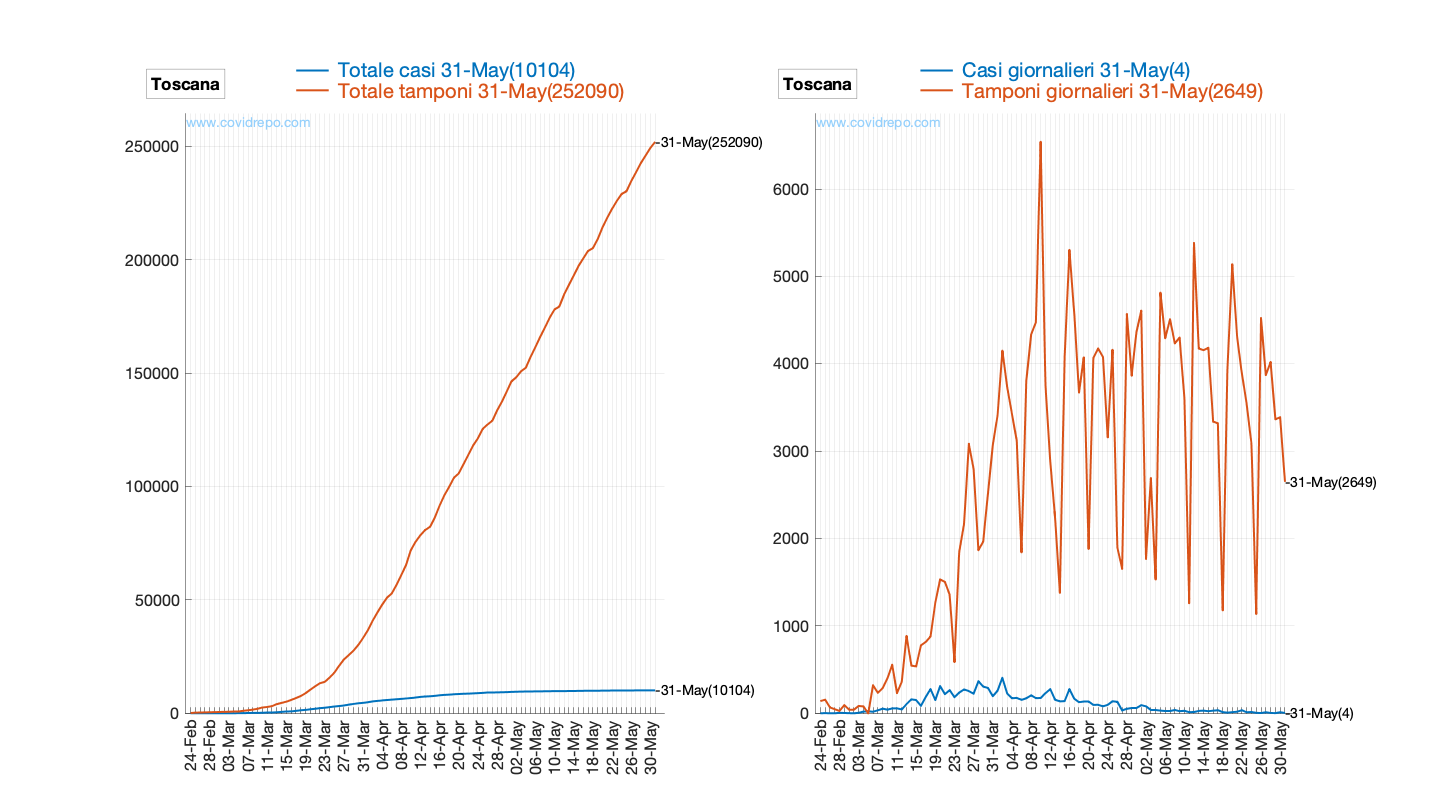 Toscana
Totale casi 31-May(10104)
Totale tamponi 31-May(252090)
www.covidrepo.com
250000
200000
150000
100000
50000
0
31-May(252090)
31-May(10104)
24-Feb
28-Feb
03-Mar
07-Mar
11-Mar
15-Mar
19-Mar
23-Mar
27-Mar
31-Mar
04-Apr
08-Apr
12-Apr
16-Apr
20-Apr
24-Apr
28-Apr
02-May
06-May
10-May
14-May
18-May
22-May
26-May
30-May
Toscana
Casi giornalieri 31-May(4)
Tamponi giornalieri 31-May(2649)
www.covidrepo.com
6000
5000
4000
3000
2000
1000
0
31-May(2649)
31-May(4)
24-Feb
28-Feb
03-Mar
07-Mar
11-Mar
15-Mar
19-Mar
23-Mar
27-Mar
31-Mar
04-Apr
08-Apr
12-Apr
16-Apr
20-Apr
24-Apr
28-Apr
02-May
06-May
10-May
14-May
18-May
22-May
26-May
30-May